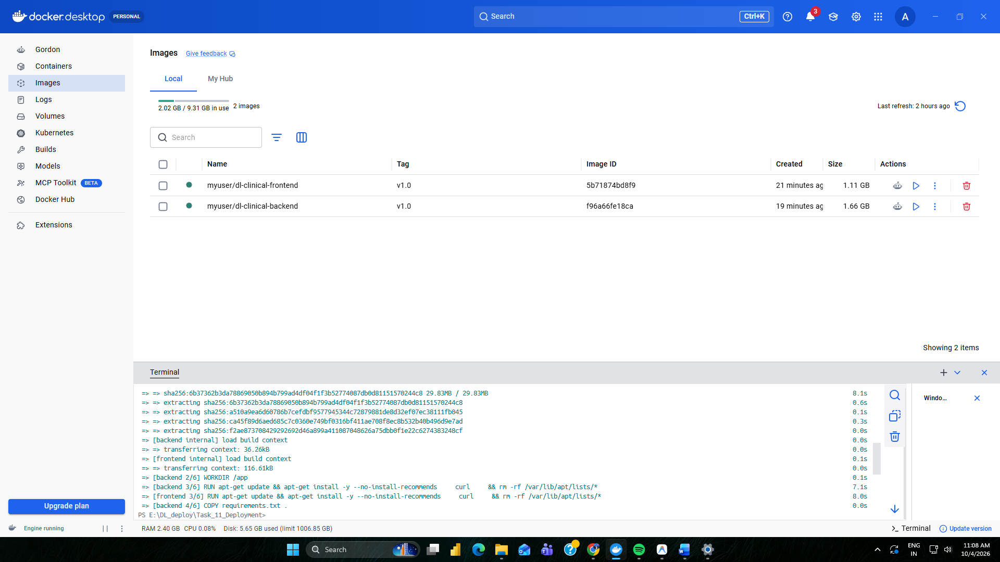 docker.desktop PERSONAL
Search Ctrl+K
3
A
Gordon
Containers
Images
Logs
Volumes
Kubernetes
Builds
Models
MCP Toolkit BETA
Docker Hub
Extensions
Upgrade plan
Images Give feedback
Local My Hub
2.02 GB / 9.31 GB in use 2 images
Last refresh: 2 hours ago
Search
Name Tag Image ID Created Size Actions
myuser/dl-clinical-frontend v1.0 5b71874bd8f9 21 minutes ag 1.11 GB
myuser/dl-clinical-backend v1.0 f96a66fe18ca 19 minutes ag 1.66 GB
Showing 2 items
Terminal
=> => sha256:6b37362b3da78869050b894b799ad4df04f1f3b52774087db0d81151570244c8 29.83MB / 29.83MB 8.1s
=> => extracting sha256:6b37362b3da78869050b894b799ad4df04f1f3b52774087db0d81151570244c8 0.6s
=> => extracting sha256:a510a9ea6d60786b7cefdbf9577945344c72879881de8d32ef07ec38111fb045 0.1s
=> => extracting sha256:ca45f89d6aed685c7c0360e749bf0316bf411ae708f8ec8b532b40b496d9e7ad 0.3s
=> => extracting sha256:f2ae873708429292692d46a899a411087048626a75dbb0f1e22c6274383248cf 0.0s
=> [backend internal] load build context 0.0s
=> => transferring context: 36.26kB 0.0s
=> [frontend internal] load build context 0.1s
=> => transferring context: 116.61kB 0.0s
=> [backend 2/6] WORKDIR /app 0.1s
=> [backend 3/6] RUN apt-get update && apt-get install -y --no-install-recommends curl && rm -rf /var/lib/apt/lists/* 7.1s
=> [frontend 3/6] RUN apt-get update && apt-get install -y --no-install-recommends curl && rm -rf /var/lib/apt/lists/* 8.0s
=> [backend 4/6] COPY requirements.txt . 0.0s
PS E:\DL_deploy\Task_11_Deployment>
Windo...
Engine running
RAM 2.40 GB CPU 0.08% Disk: 5.65 GB used (limit 1006.85 GB)
Terminal
Update version
Search
ENG
IN
11:08 AM
10/4/2026